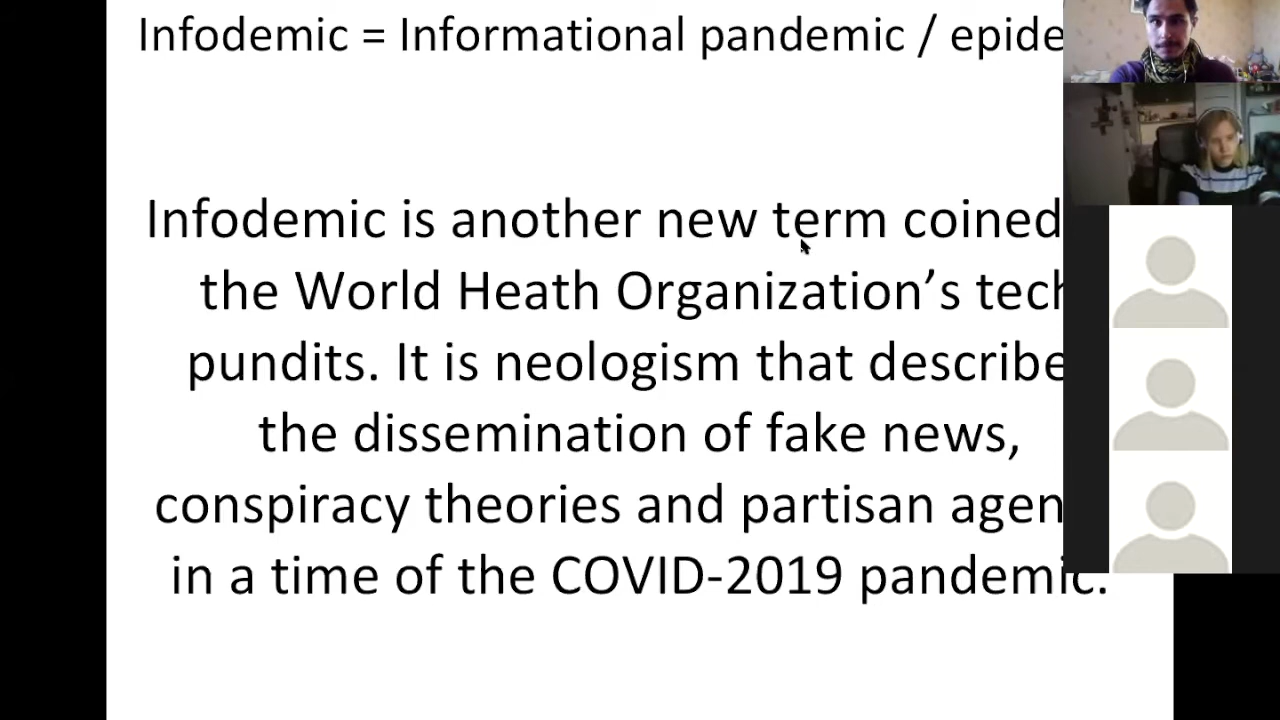 Infodemic = Informational pandemic / epide
Infodemic is another new term coined
the World Heath Organization’s tech
pundits. It is neologism that describe
the dissemination of fake news,
conspiracy theories and partisan agen
in a time of the COVID-2019 pandemic.